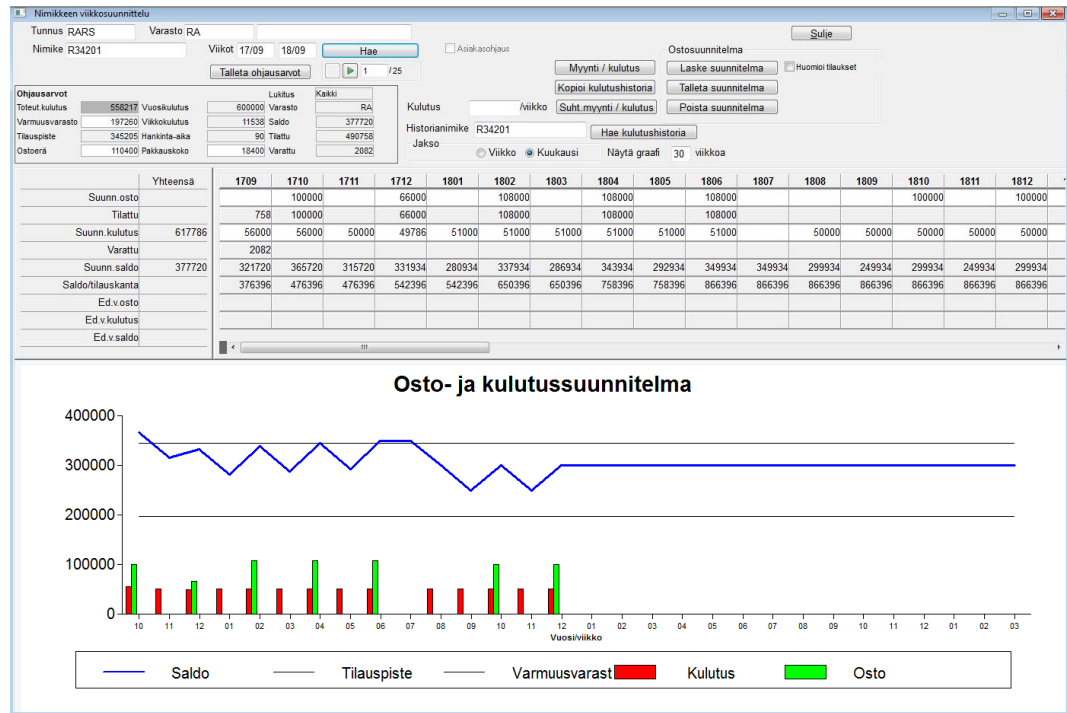 Nimikkeen viikkosuunnittelu
Tunnus RARS Varasto RA Sulje
Nimike R34201 Viikot 17/09 18/09 Hae Asiakasohjaus Ostosuunnitelma
Talleta ohjausarvot 1 /25 Myynti / kulutus Laske suunnitelma Huomioi tilaukset
Kopioi kulutushistoria Talleta suunnitelma
Ohjausarvot Lukitus Kaikki
Toteut.kulutus 558217 Vuosikulutus 600000 Varasto RA Kulutus /viikko Suht.myynti / kulutus Poista suunnitelma
Varmuusvarasto 197260 Viikkokulutus 11538 Saldo 377720
Tilauspiste 345205 Hankinta-aika 90 Tilattu 490758 Historianimike R34201 Hae kulutushistoria
Ostoerä 110400 Pakkauskoko 18400 Varattu 2082 Jakso Viikko Kuukausi Näytä graafi 30 viikkoa
Yhteensä 1709 1710 1711 1712 1801 1802 1803 1804 1805 1806 1807 1808 1809 1810 1811 1812
Suunn.osto 100000 66000 108000 108000 108000 100000 100000
Tilattu 758 100000 66000 108000 108000 108000
Suunn.kulutus 617786 56000 56000 50000 49786 51000 51000 51000 51000 51000 51000 50000 50000 50000 50000 50000
Varattu 2082
Suunn.saldo 377720 321720 365720 315720 331934 280934 337934 286934 343934 292934 349934 349934 299934 249934 299934 249934 299934
Saldo/tilauskanta 376396 476396 476396 542396 542396 650396 650396 758396 758396 866396 866396 866396 866396 866396 866396 866396
Ed.v.osto
Ed.v.kulutus
Ed.v.saldo
Osto- ja kulutussuunnitelma
400000
300000
200000
100000
0
10 11 12 01 02 03 04 05 06 07 08 09 10 11 12 01 02 03 04 05 06 07 08 09 10 11 12 01 02 03
Vuosi/viikko
Saldo Tilauspiste Varmuusvarast Kulutus Osto